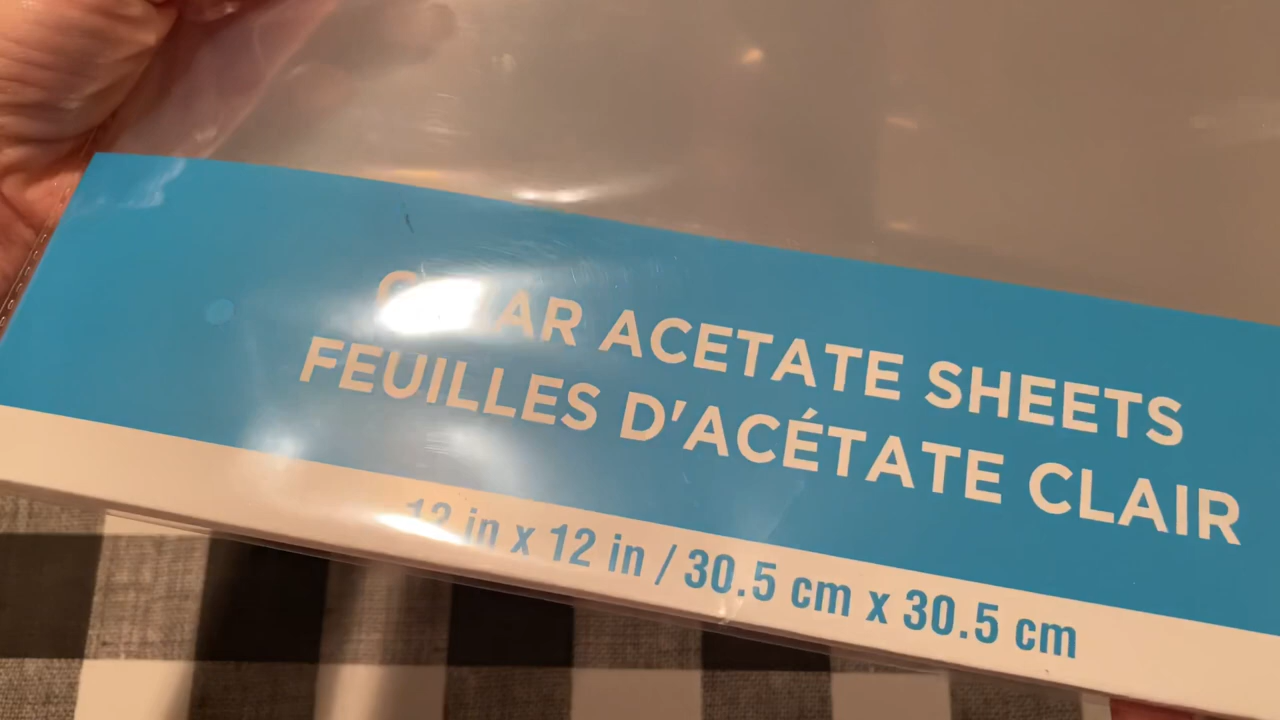 ACETATE SHEETS
FEUILLES D'ACÉTATE CLAIR
12 in x 12 in / 30.5 cm x 30.5 cm